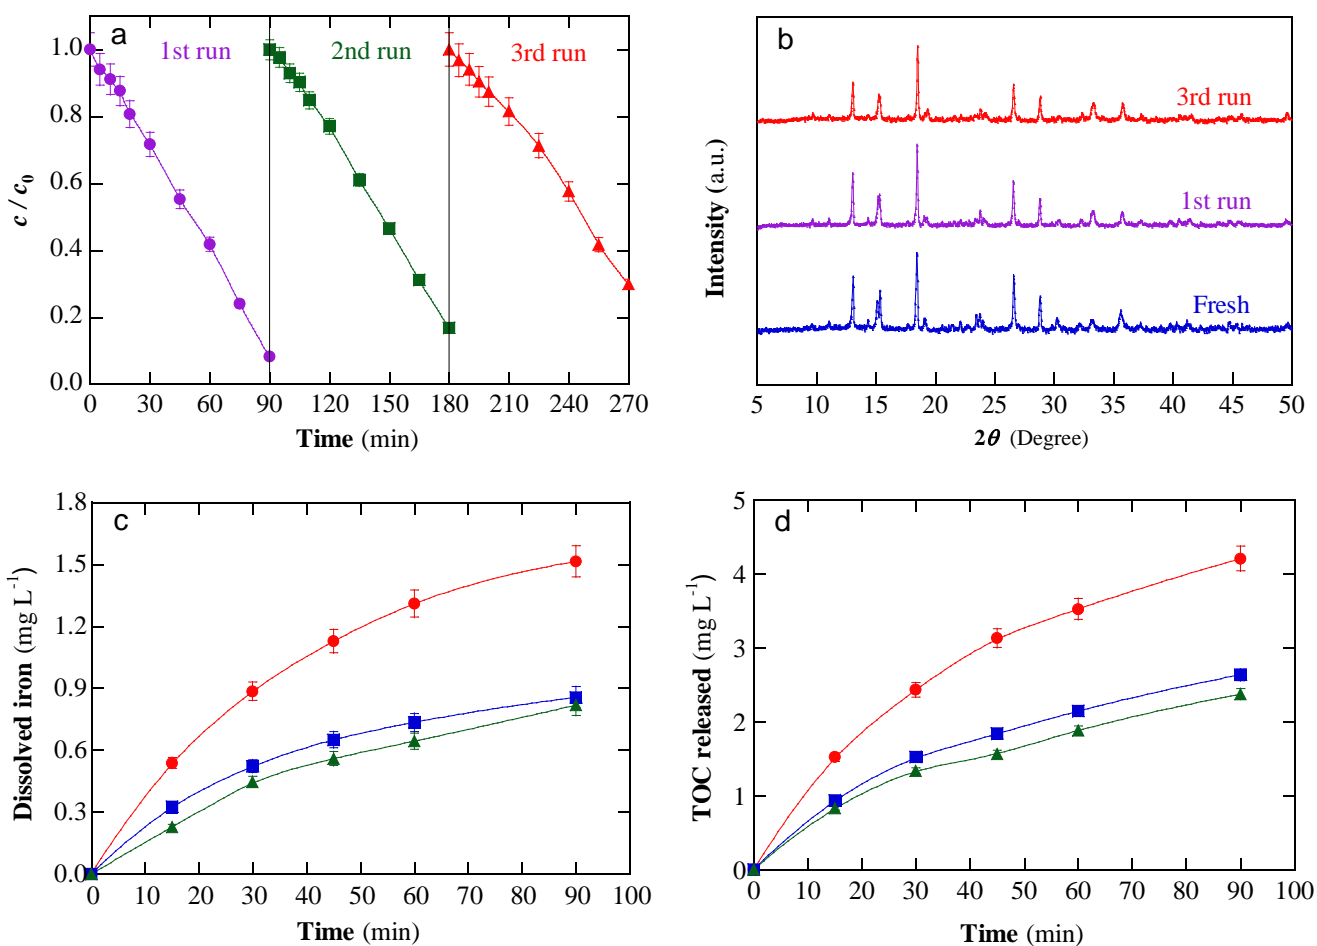 a
1st run
2nd run
3rd run
1.0
0.8
0.6
0.4
0.2
0.0
c / c0
0 30 60 90 120 150 180 210 240 270
Time (min)
b
3rd run
1st run
Fresh
Intensity (a.u.)
5 10 15 20 25 30 35 40 45 50
2θ (Degree)
c
1.8
1.5
1.2
0.9
0.6
0.3
0.0
Dissolved iron (mg L-1)
0 10 20 30 40 50 60 70 80 90 100
Time (min)
d
5
4
3
2
1
0
TOC released (mg L-1)
0 10 20 30 40 50 60 70 80 90 100
Time (min)